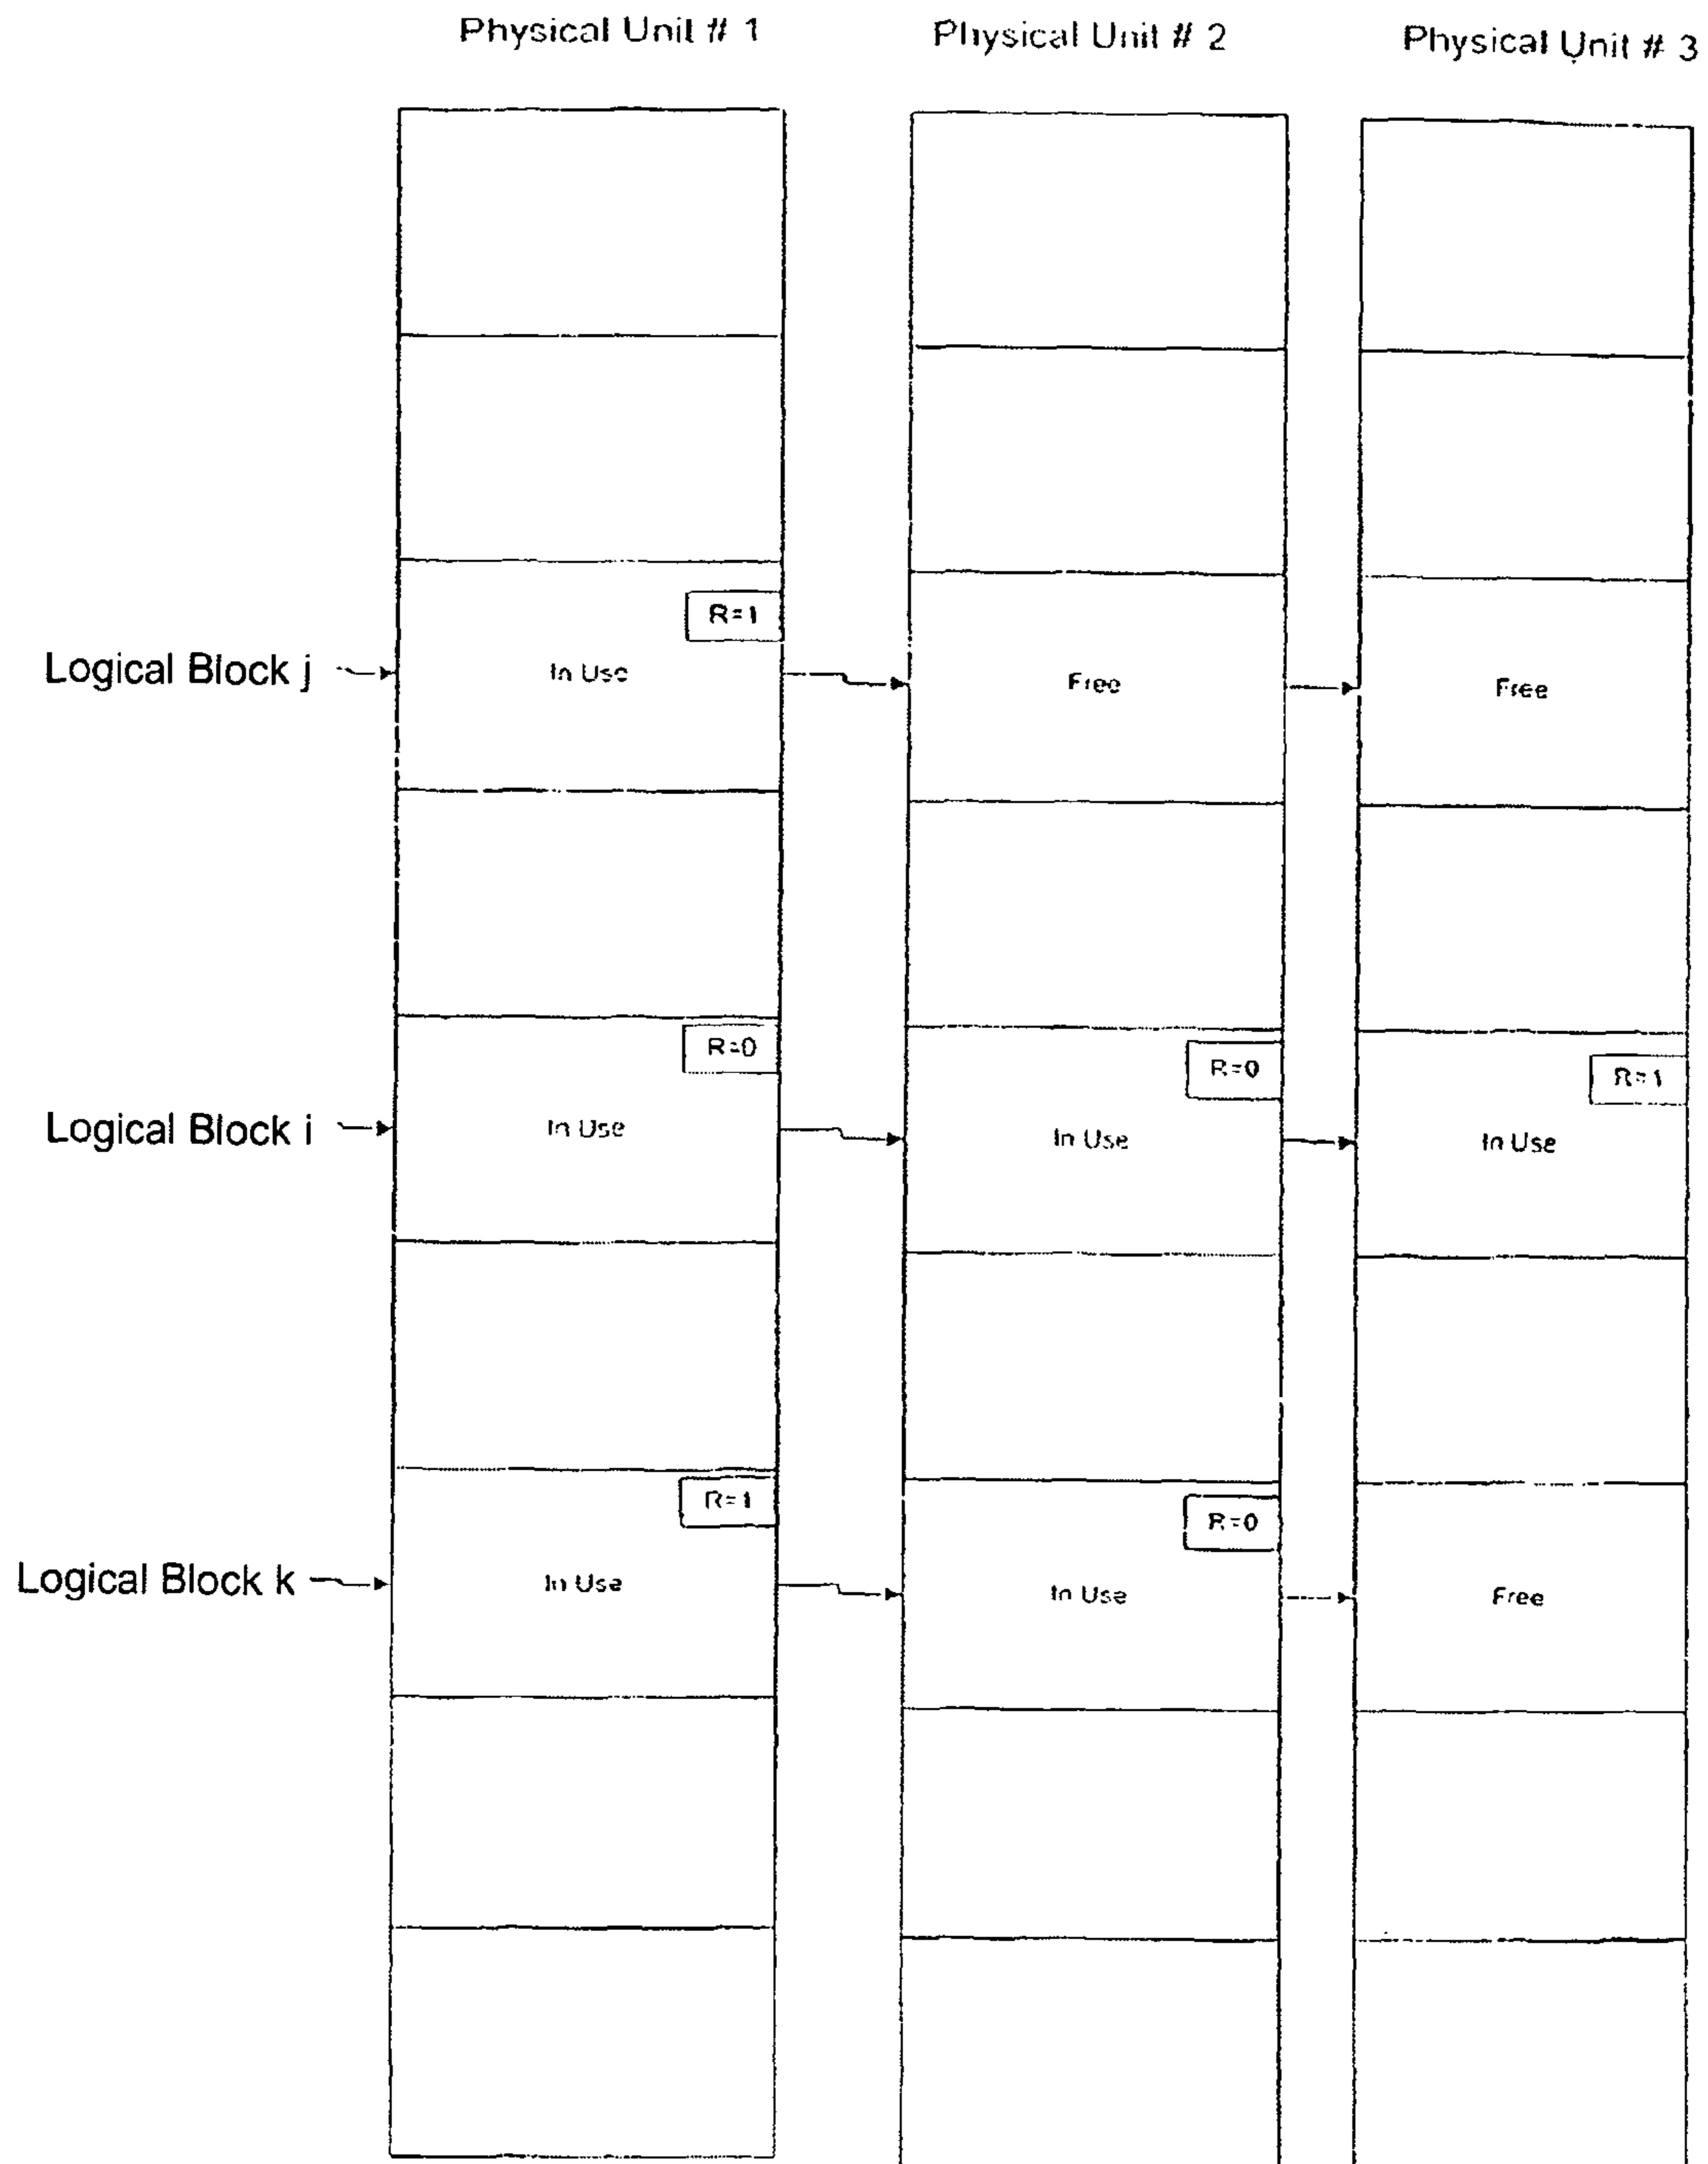 Physical Unit # 1
Physical Unit # 2
Physical Unit # 3
R=1
Logical Block j
In Use
Free
Free
R=0
R=0
R=1
Logical Block i
In Use
In Use
In Use
R=1
R=0
Logical Block k
In Use
In Use
Free